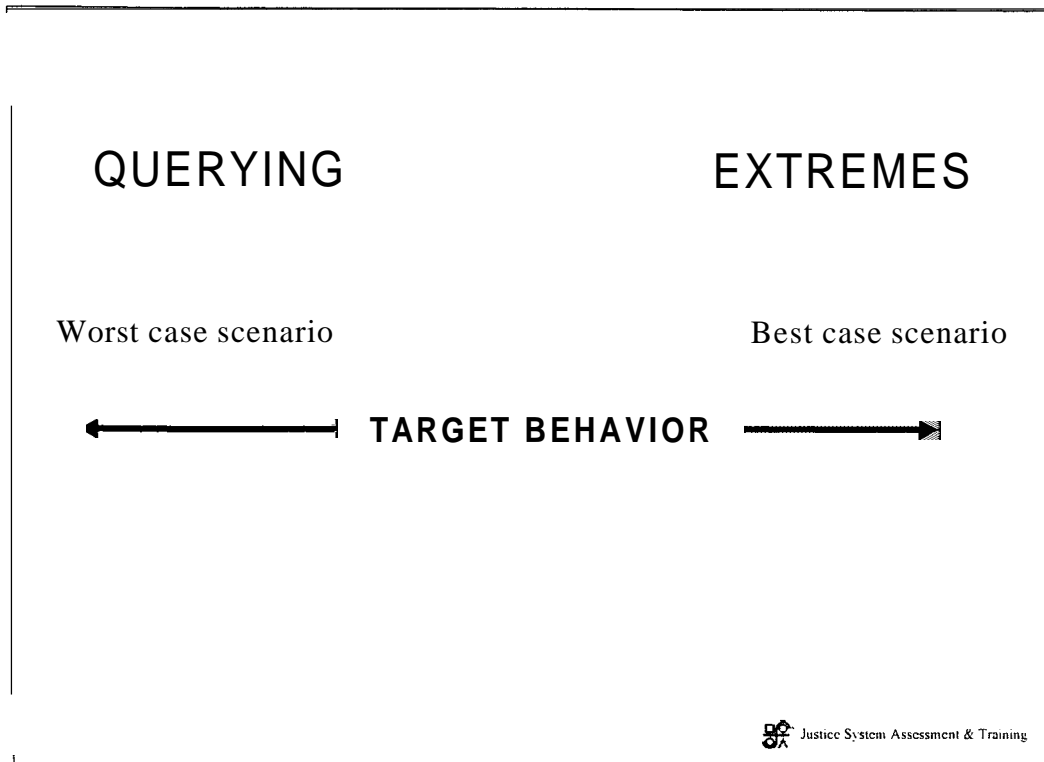 QUERYING EXTREMES
Worst case scenario Best case scenario
TARGET BEHAVIOR
Justice System Assessment & Training